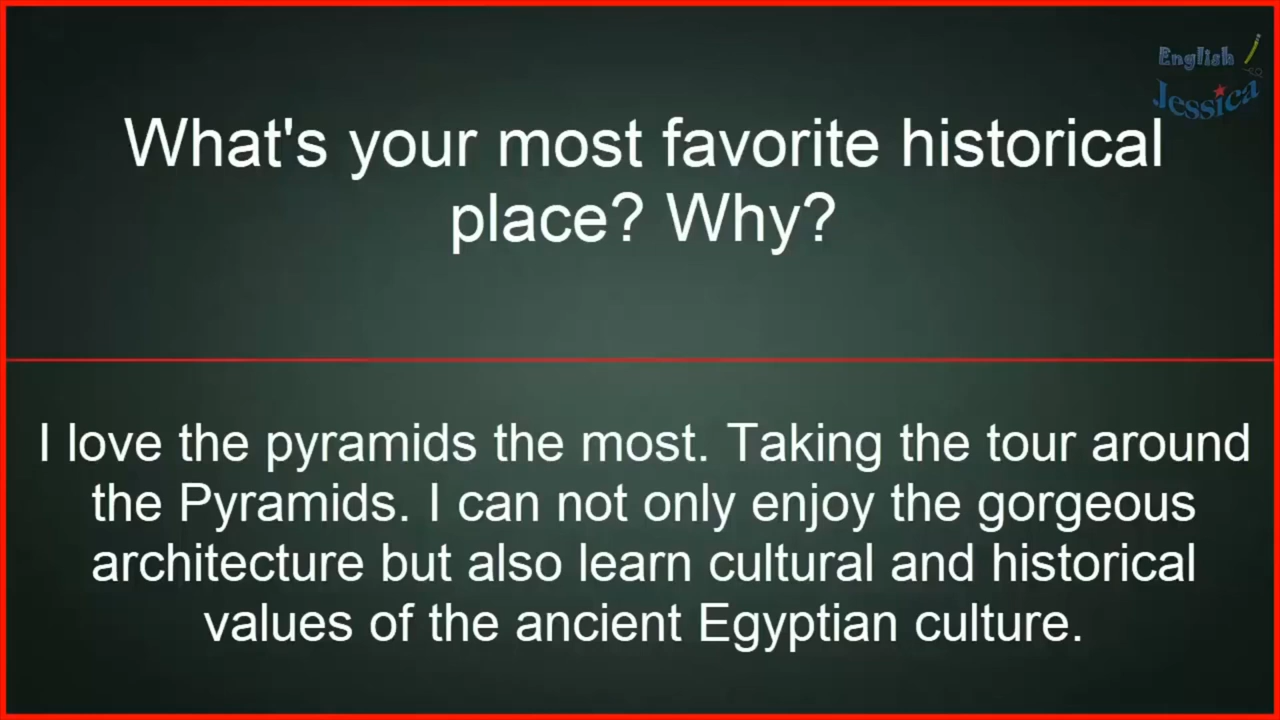 English
Jessica
What's your most favorite historical
place? Why?
I love the pyramids the most. Taking the tour around
the Pyramids. I can not only enjoy the gorgeous
architecture but also learn cultural and historical
values of the ancient Egyptian culture.